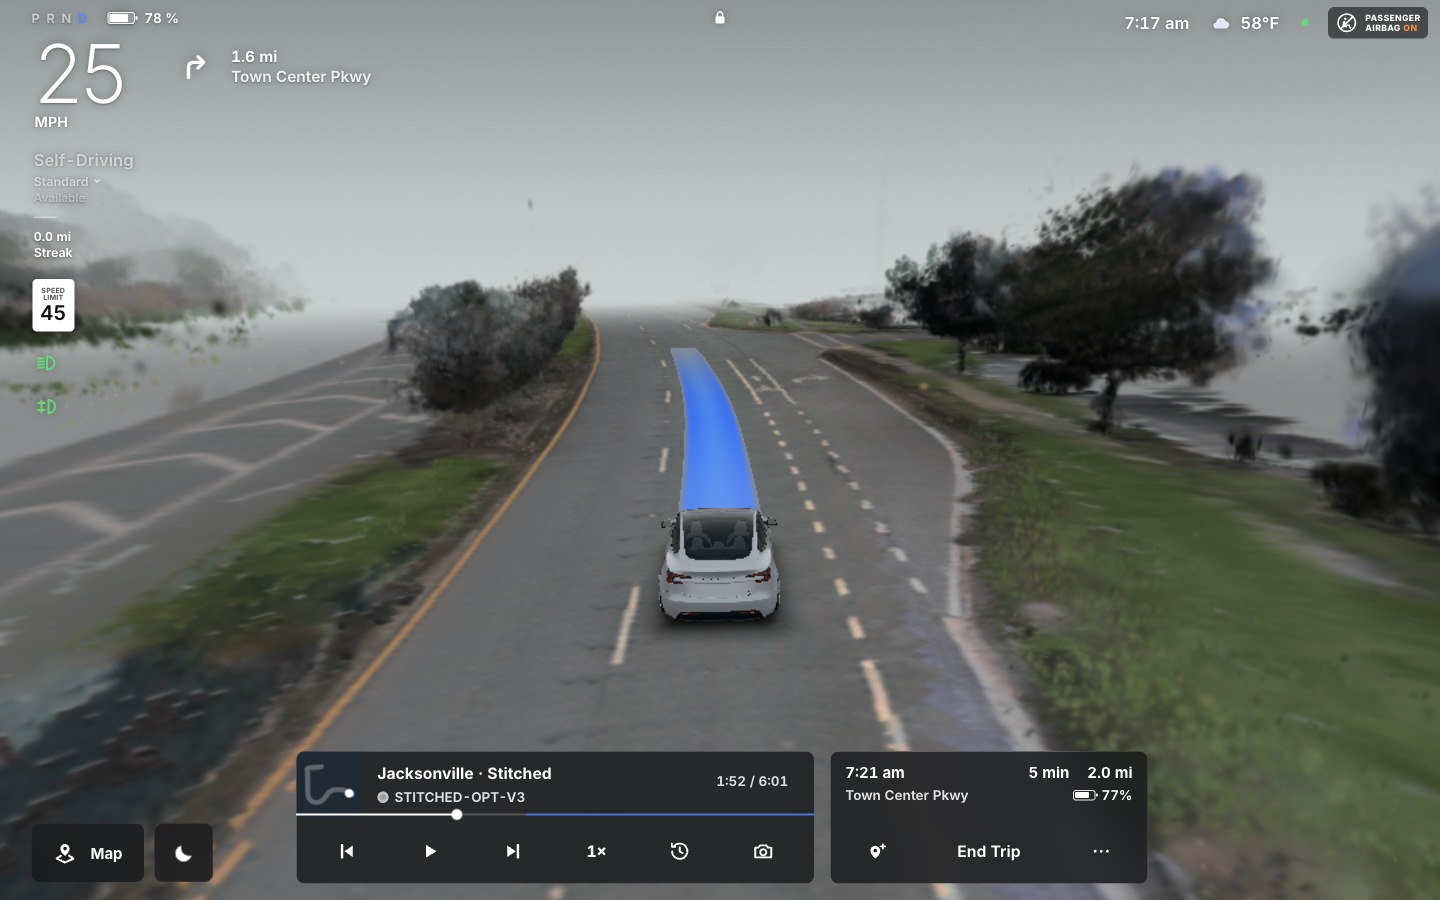 P R N D
78 %
7:17 am
58°F
PASSENGER
AIRBAG ON
25
MPH
1.6 mi
Town Center Pkwy
Self-Driving
Standard
Available
0.0 mi
Streak
SPEED
LIMIT
45
Jacksonville · Stitched
STITCHED-OPT-V3
1:52 / 6:01
1×
7:21 am
5 min
2.0 mi
Town Center Pkwy
77%
End Trip
Map